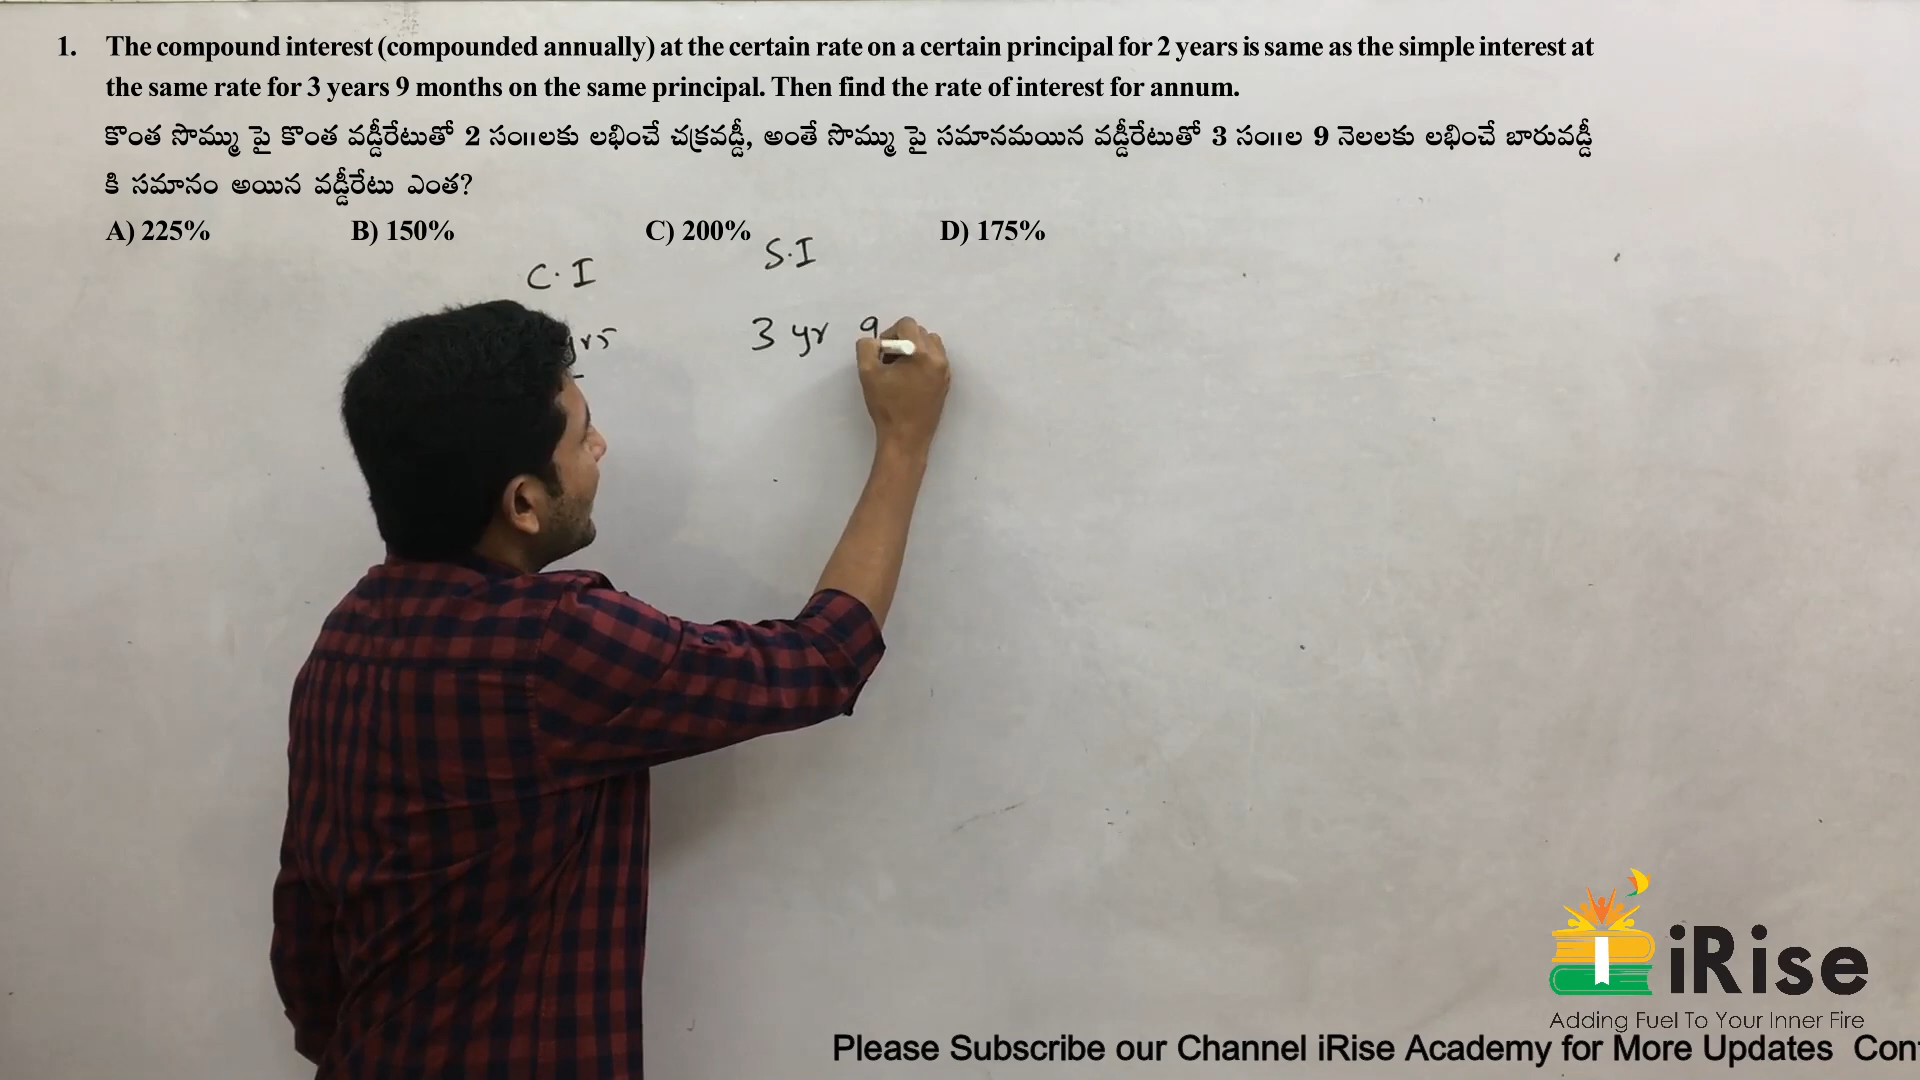 1. The compound interest (compounded annually) at the certain rate on a certain principal for 2 years is same as the simple interest at
the same rate for 3 years 9 months on the same principal. Then find the rate of interest for annum.
కొంత సొమ్ము పై కొంత వడ్డీరేటుతో 2 సం॥లకు లభించే చక్రవడ్డీ, అంతే సొమ్ము పై సమానమయిన వడ్డీరేటుతో 3 సం॥ల 9 నెలలకు లభించే బారువడ్డీ
కి సమానం అయిన వడ్డీరేటు ఎంత?
A) 225% B) 150% C) 200% D) 175%
C.I S.I
yrs 3 yr 9
iRise
Adding Fuel To Your Inner Fire
Please Subscribe our Channel iRise Academy for More Updates